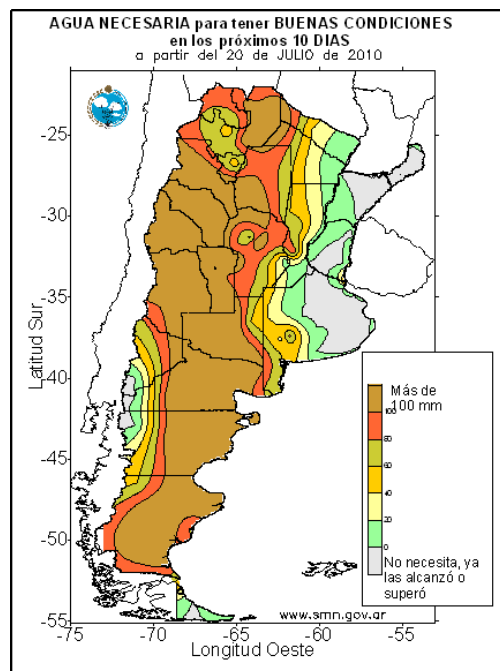 AGUA NECESARIA para tener BUENAS CONDICIONES
en los próximos 10 DIAS
a partir del 20 de JULIO de 2010
Latitud Sur
-25
-30
-35
-40
-45
-50
-55
Más de
100 mm
100
80
60
40
20
0
No necesita, ya
las alcanzó o
superó
www.smn.gov.ar
-75
-70
-65
-60
-55
Longitud Oeste